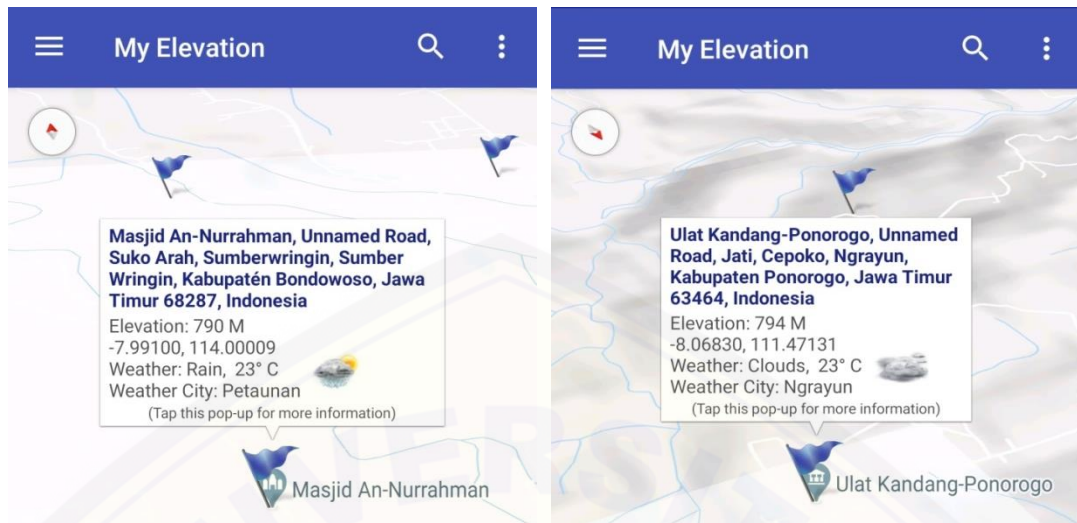 My Elevation
Masjid An-Nurrahman, Unnamed Road,
Suko Arah, Sumberwringin, Sumber
Wringin, Kabupatén Bondowoso, Jawa
Timur 68287, Indonesia
Elevation: 790 M
-7.99100, 114.00009
Weather: Rain, 23° C
Weather City: Petaunan
(Tap this pop-up for more information)
Masjid An-Nurrahman
My Elevation
Ulat Kandang-Ponorogo, Unnamed
Road, Jati, Cepoko, Ngrayun,
Kabupaten Ponorogo, Jawa Timur
63464, Indonesia
Elevation: 794 M
-8.06830, 111.47131
Weather: Clouds, 23° C
Weather City: Ngrayun
(Tap this pop-up for more information)
Ulat Kandang-Ponorogo